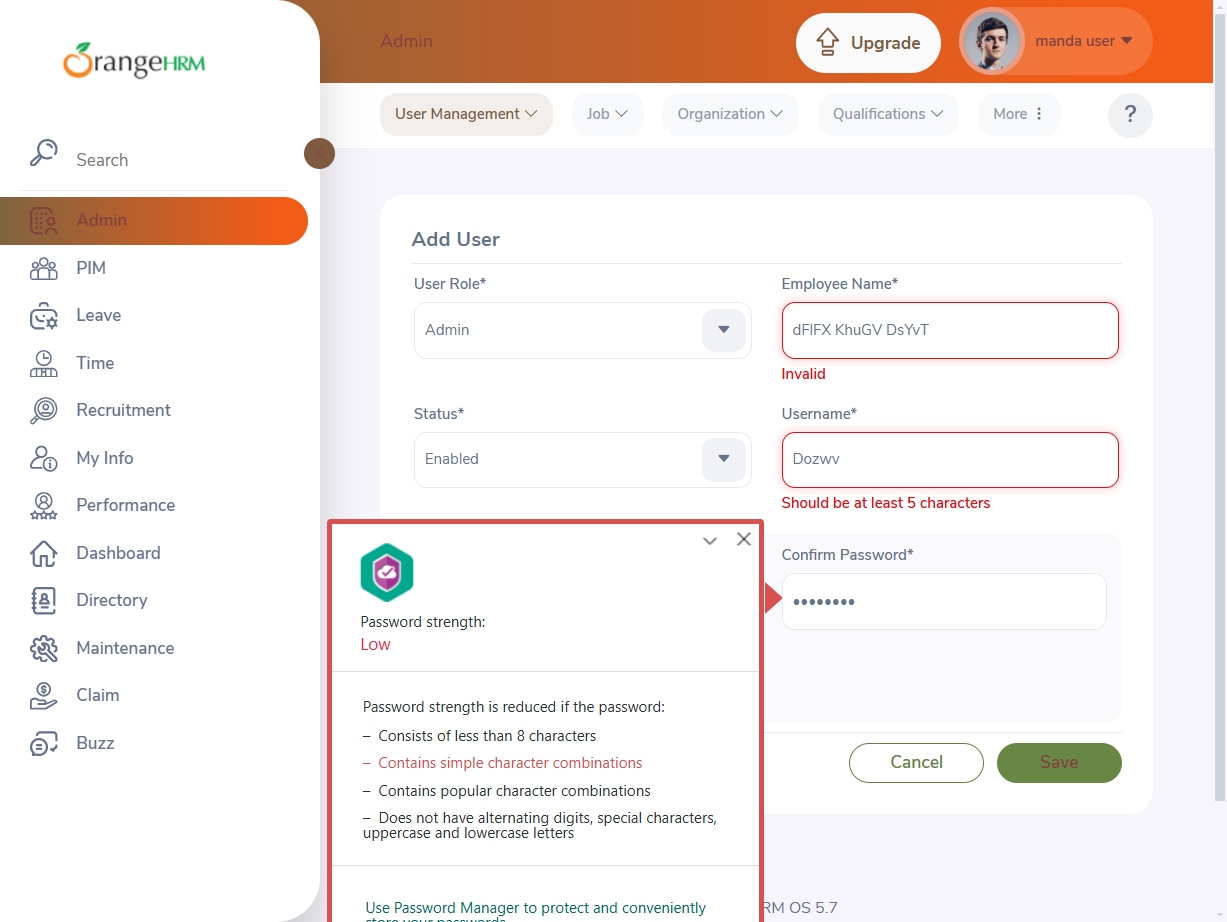 OrangeHRM
Admin
Upgrade
manda user
User Management
Job
Organization
Qualifications
More
?
Search
Admin
PIM
Leave
Time
Recruitment
My Info
Performance
Dashboard
Directory
Maintenance
Claim
Buzz
Add User
User Role*
Employee Name*
Admin
dFIFX KhuGV DsYvT
Invalid
Status*
Username*
Enabled
Dozwv
Should be at least 5 characters
Confirm Password*
••••••••
Password strength:
Low
Password strength is reduced if the password:
– Consists of less than 8 characters
– Contains simple character combinations
– Contains popular character combinations
– Does not have alternating digits, special characters,
uppercase and lowercase letters
Use Password Manager to protect and conveniently
store your passwords
Cancel
Save
RM OS 5.7